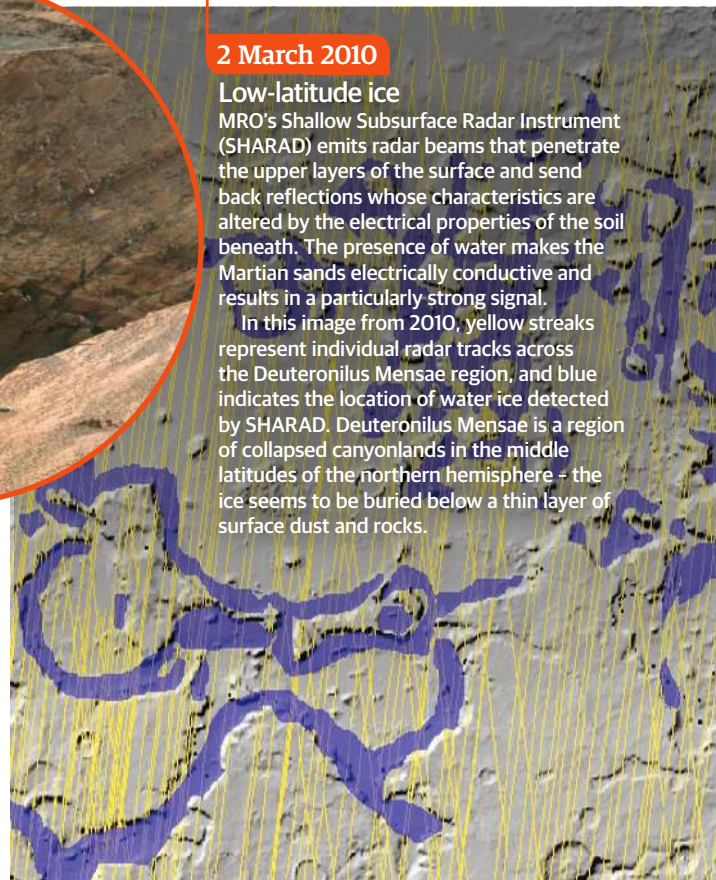 2 March 2010
Low-latitude ice
MRO's Shallow Subsurface Radar Instrument
(SHARAD) emits radar beams that penetrate
the upper layers of the surface and send
back reflections whose characteristics are
altered by the electrical properties of the soil
beneath. The presence of water makes the
Martian sands electrically conductive and
results in a particularly strong signal.
In this image from 2010, yellow streaks
represent individual radar tracks across
the Deuteronilus Mensae region, and blue
indicates the location of water ice detected
by SHARAD. Deuteronilus Mensae is a region
of collapsed canyonlands in the middle
latitudes of the northern hemisphere – the
ice seems to be buried below a thin layer of
surface dust and rocks.